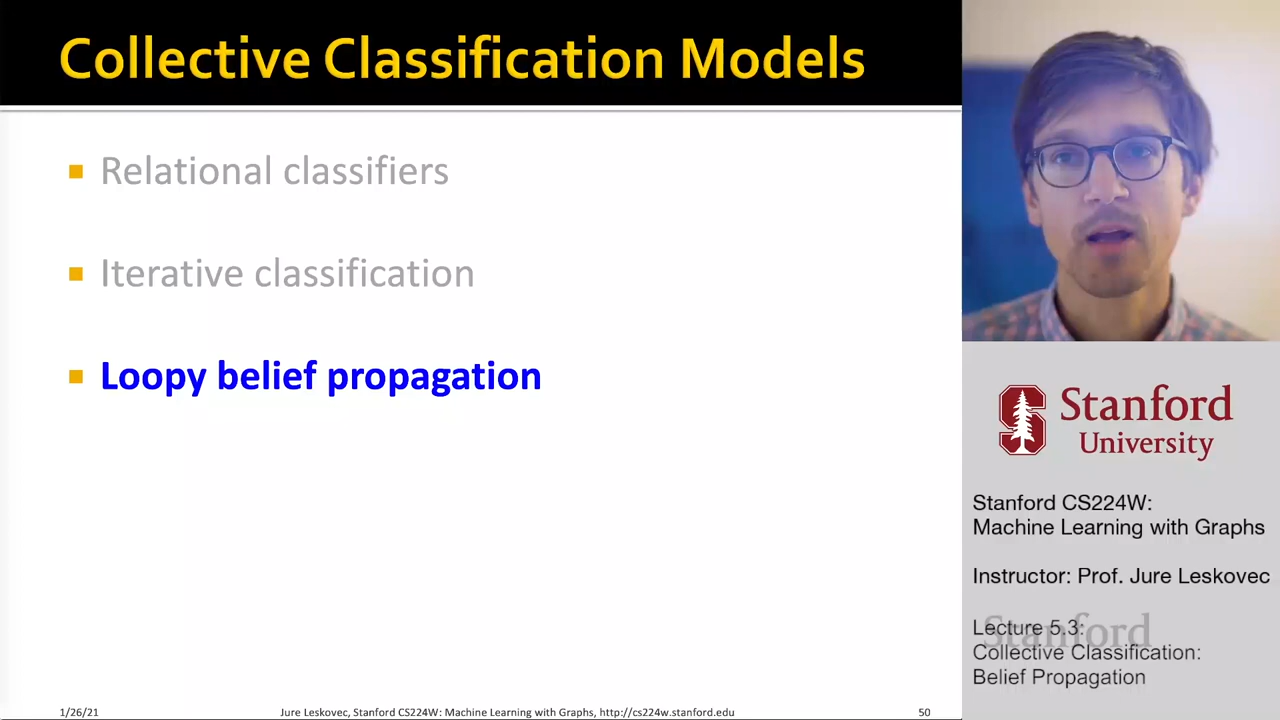 Collective Classification Models
Relational classifiers
Iterative classification
Loopy belief propagation
1/26/21
Jure Leskovec, Stanford CS224W: Machine Learning with Graphs, http://cs224w.stanford.edu
50
Stanford
University
Stanford CS224W:
Machine Learning with Graphs
Instructor: Prof. Jure Leskovec
Stanford
Lecture 5.3:
Collective Classification:
Belief Propagation